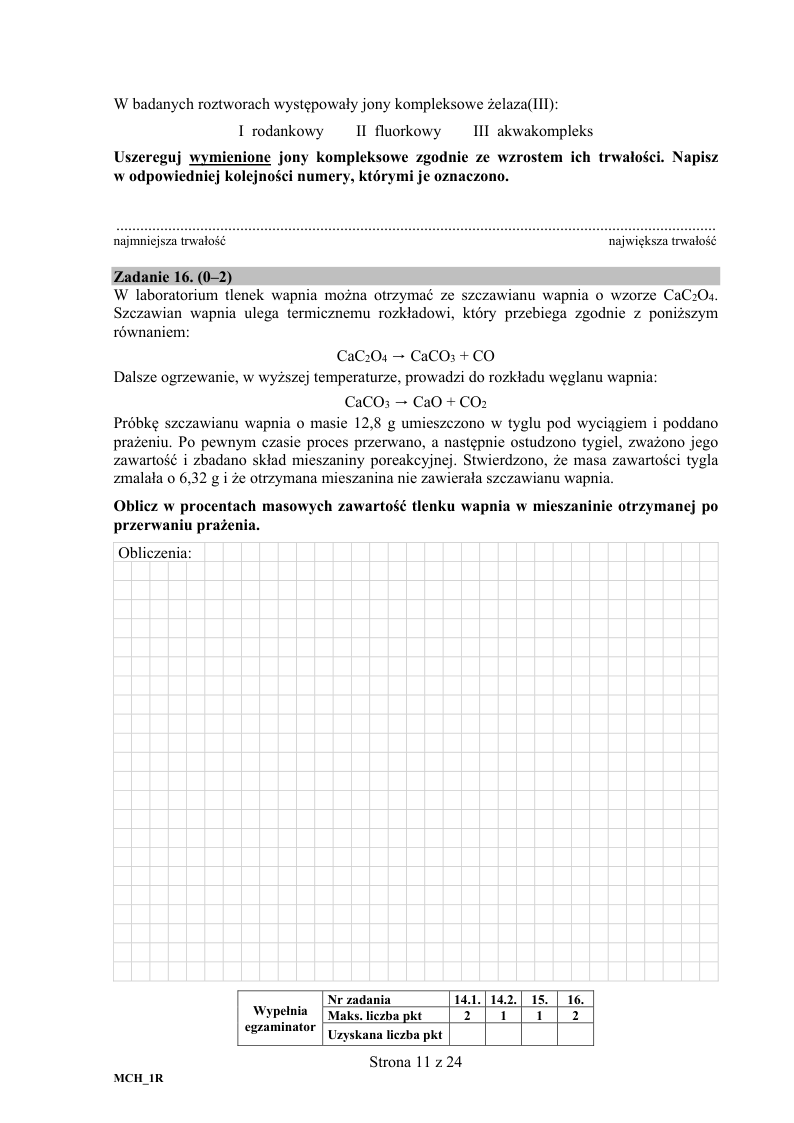 W badanych roztworach występowały jony kompleksowe żelaza(III):
I rodankowy II fluorkowy III akwakompleks
Uszereguj wymienione jony kompleksowe zgodnie ze wzrostem ich trwałości. Napisz
w odpowiedniej kolejności numery, którymi je oznaczono.
najmniejsza trwałość największa trwałość
Zadanie 16. (0–2)
W laboratorium tlenek wapnia można otrzymać ze szczawianu wapnia o wzorze CaC₂O₄.
Szczawian wapnia ulega termicznemu rozkładowi, który przebiega zgodnie z poniższym
równaniem:
CaC₂O₄ → CaCO₃ + CO
Dalsze ogrzewanie, w wyższej temperaturze, prowadzi do rozkładu węglanu wapnia:
CaCO₃ → CaO + CO₂
Próbkę szczawianu wapnia o masie 12,8 g umieszczono w tyglu pod wyciągiem i poddano
prażeniu. Po pewnym czasie proces przerwano, a następnie ostudzono tygiel, zważono jego
zawartość i zbadano skład mieszaniny poreakcyjnej. Stwierdzono, że masa zawartości tygla
zmalała o 6,32 g i że otrzymana mieszanina nie zawierała szczawianu wapnia.
Oblicz w procentach masowych zawartość tlenku wapnia w mieszaninie otrzymanej po
przerwaniu prażenia.
Obliczenia:
Wypełnia
egzaminator
Nr zadania 14.1. 14.2. 15. 16.
Maks. liczba pkt 2 1 1 2
Uzyskana liczba pkt
Strona 11 z 24
MCH_1R